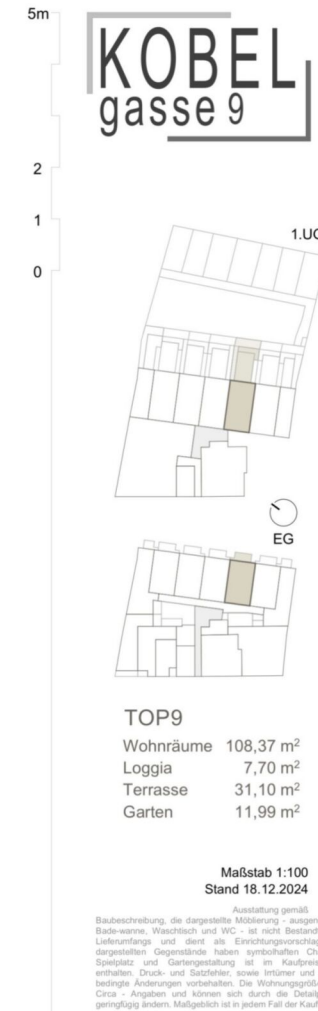 5m
KOBEL
gasse 9
2
1
0
1.UG
EG
TOP9
Wohnräume 108,37 m²
Loggia 7,70 m²
Terrasse 31,10 m²
Garten 11,99 m²
Maßstab 1:100
Stand 18.12.2024
Ausstattung gemäß
Baubeschreibung, die dargestellte Möblierung - ausgen
Bade-wanne, Waschtisch und WC - ist nicht Bestand
Lieferumfangs und dient als Einrichtungsvorschlag
dargestellten Gegenstände haben symbolhaften Ch
Spielplatz und Gartengestaltung ist im Kaufpreis
enthalten. Druck- und Satzfehler, sowie Irrtümer und
bedingte Änderungen vorbehalten. Die Wohnungsgröß
Circa - Angaben und können sich durch die Detailp
geringfügig ändern. Maßgeblich ist in jedem Fall der Kauf